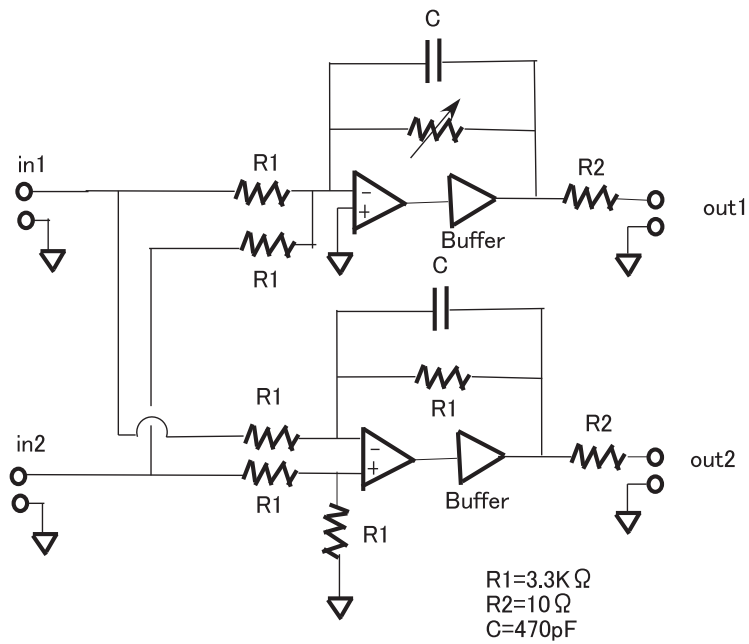 C
in1
R1
R2
−
+
out1
Buffer
R1
C
R1
R1
in2
R2
−
+
out2
R1
Buffer
R1
R1=3.3KΩ
R2=10Ω
C=470pF